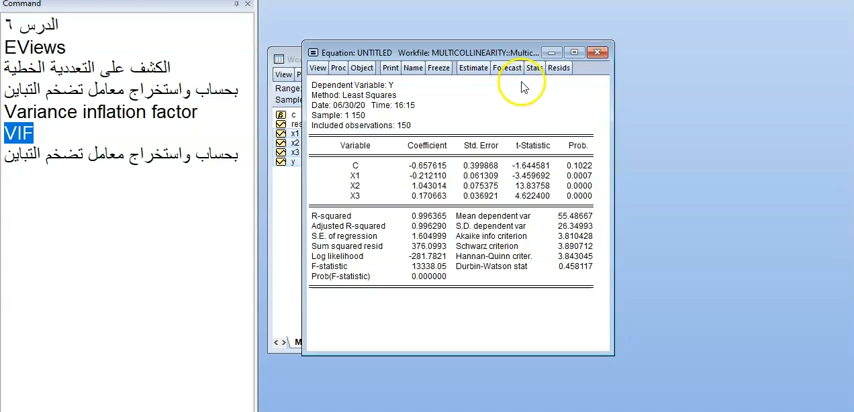 Command
الدرس ٦
EViews
الكشف على التعددية الخطية
بحساب واستخراج معامل تضخم التباين
Variance inflation factor
VIF
بحساب واستخراج معامل تضخم التباين
View
Range:
Sample
c
res
x1
x2
x3
y
Equation: UNTITLED Workfile: MULTICOLLINEARITY::Multic...
View Proc Object Print Name Freeze Estimate Forecast Stats Resids
Dependent Variable: Y
Method: Least Squares
Date: 06/30/20 Time: 16:15
Sample: 1 150
Included observations: 150
Variable Coefficient Std. Error t-Statistic Prob.
C -0.657615 0.399868 -1.644581 0.1022
X1 -0.212110 0.061309 -3.459692 0.0007
X2 1.043014 0.075375 13.83758 0.0000
X3 0.170663 0.036921 4.622400 0.0000
R-squared 0.996365 Mean dependent var 55.48667
Adjusted R-squared 0.996290 S.D. dependent var 26.34993
S.E. of regression 1.604999 Akaike info criterion 3.810428
Sum squared resid 376.0993 Schwarz criterion 3.890712
Log likelihood -281.7821 Hannan-Quinn criter. 3.843045
F-statistic 13338.05 Durbin-Watson stat 0.458117
Prob(F-statistic) 0.000000